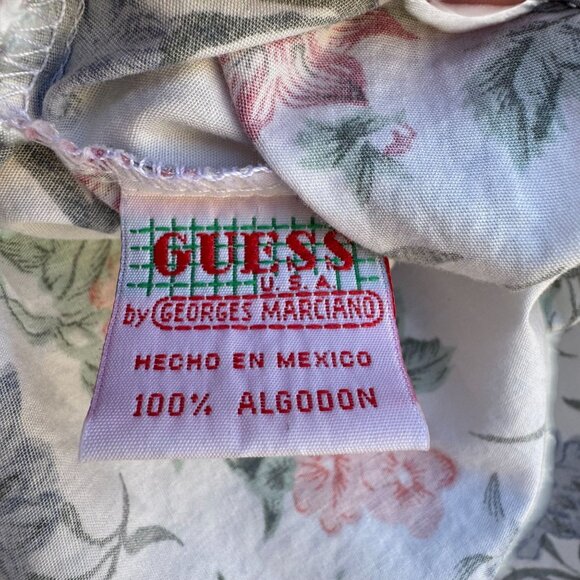 GUESS
U.S.A.
by GEORGES MARCIANO
HECHO EN MEXICO
100% ALGODON